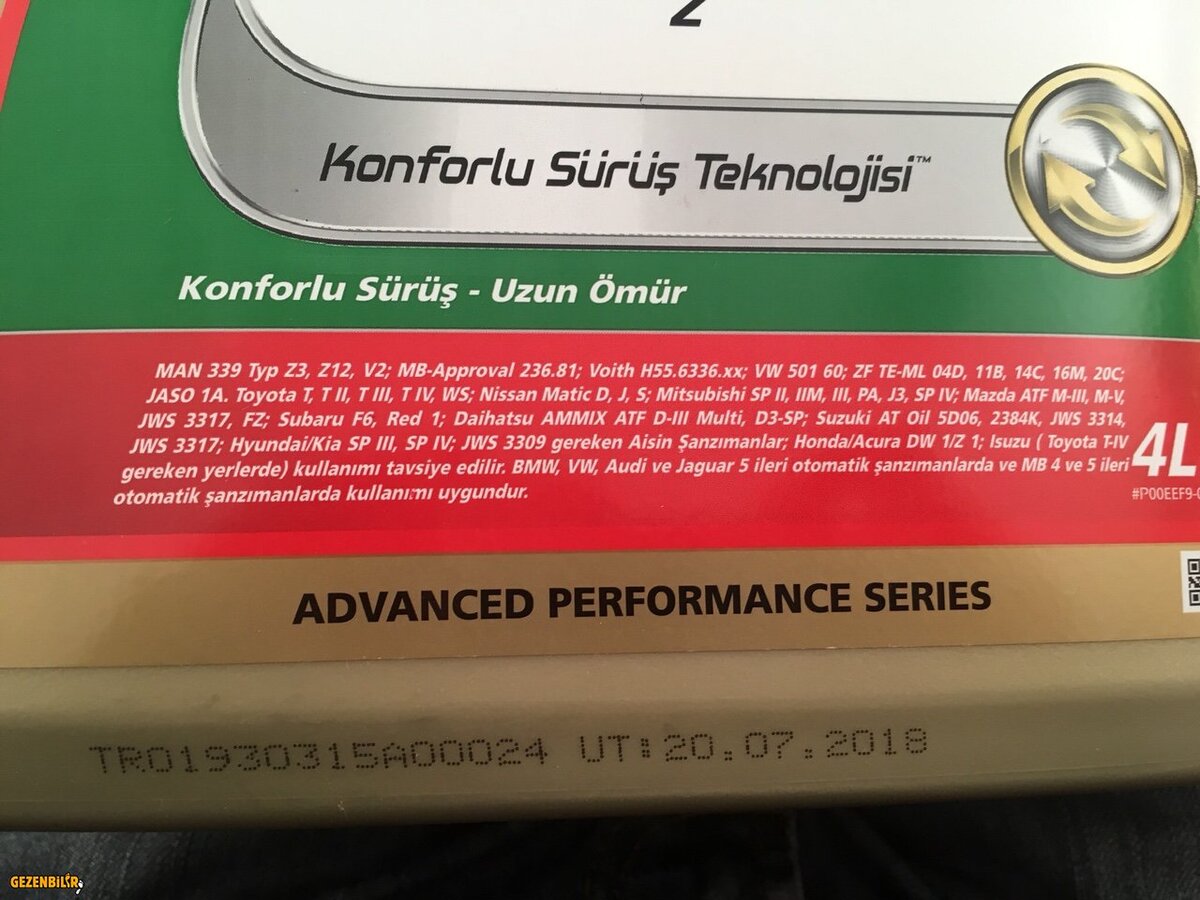 Konforlu Sürüş Teknolojisi™
Konforlu Sürüş - Uzun Ömür
MAN 339 Typ Z3, Z12, V2; MB-Approval 236.81; Voith H55.6336.xx; VW 501 60; ZF TE-ML 04D, 11B, 14C, 16M, 20C;
JASO 1A. Toyota T, T II, T III, T IV, WS; Nissan Matic D, J, S; Mitsubishi SP II, IIM, III, PA, J3, SP IV; Mazda ATF M-III, M-V,
JWS 3317, FZ; Subaru F6, Red 1; Daihatsu AMMIX ATF D-III Multi, D3-SP; Suzuki AT Oil 5D06, 2384K, JWS 3314,
JWS 3317; Hyundai/Kia SP III, SP IV; JWS 3309 gereken Aisin Şanzımanlar; Honda/Acura DW 1/Z 1; Isuzu ( Toyota T-IV
gereken yerlerde) kullanımı tavsiye edilir. BMW, VW, Audi ve Jaguar 5 ileri otomatik şanzımanlarda ve MB 4 ve 5 ileri
otomatik şanzımanlarda kullanımı uygundur.
4L
#P00EEF9-
ADVANCED PERFORMANCE SERIES
TR01930315A00024 UT:20.07.2018
GEZENBİLİR